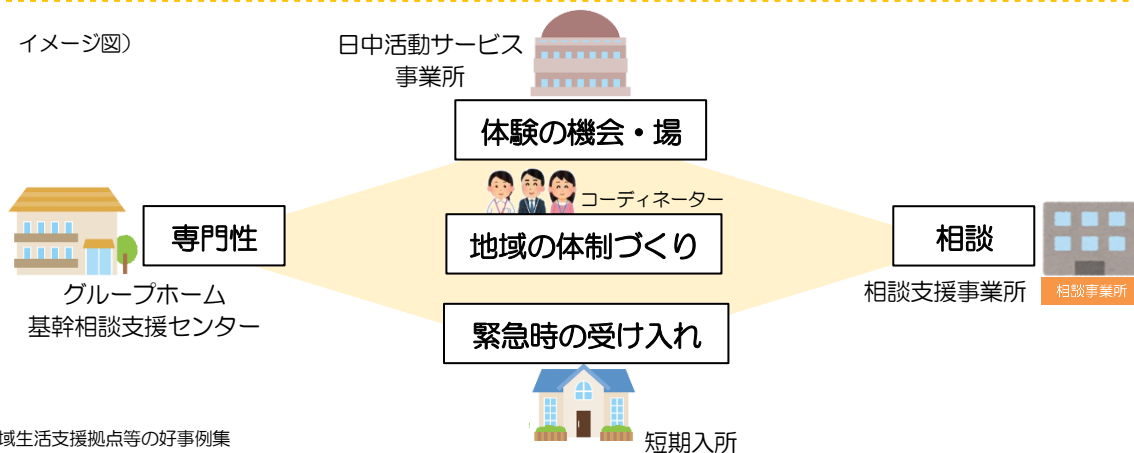 イメージ図）
日中活動サービス
事業所
体験の機会・場
コーディネーター
専門性
地域の体制づくり
相談
グループホーム
基幹相談支援センター
相談支援事業所
相談事業所
緊急時の受け入れ
短期入所
域生活支援拠点等の好事例集